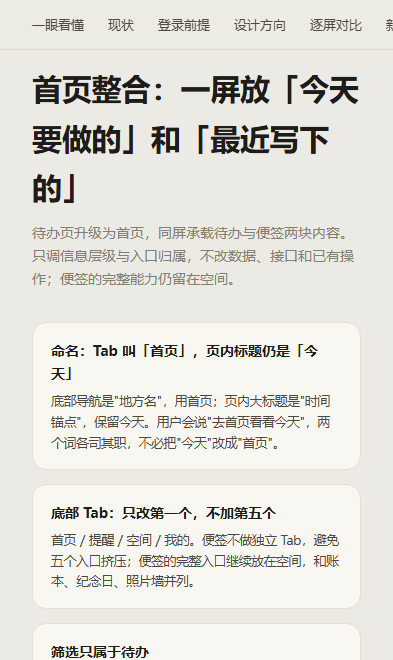 一眼看懂 现状 登录前提 设计方向 逐屏对比
首页整合：一屏放「今天
要做的」和「最近写下
的」
待办页升级为首页，同屏承载待办与便签两块内容。
只调信息层级与入口归属，不改数据、接口和已有操
作；便签的完整能力仍留在空间。
命名：Tab 叫「首页」，页内标题仍是「今
天」
底部导航是"地方名"，用首页；页内大标题是"时间
锚点"，保留今天。用户会说"去首页看看今天"，两
个词各司其职，不必把"今天"改成"首页"。
底部 Tab：只改第一个，不加第五个
首页 / 提醒 / 空间 / 我的。便签不做独立 Tab，避免
五个入口挤压；便签的完整入口继续放在空间，和账
本、纪念日、照片墙并列。
筛选只属于待办